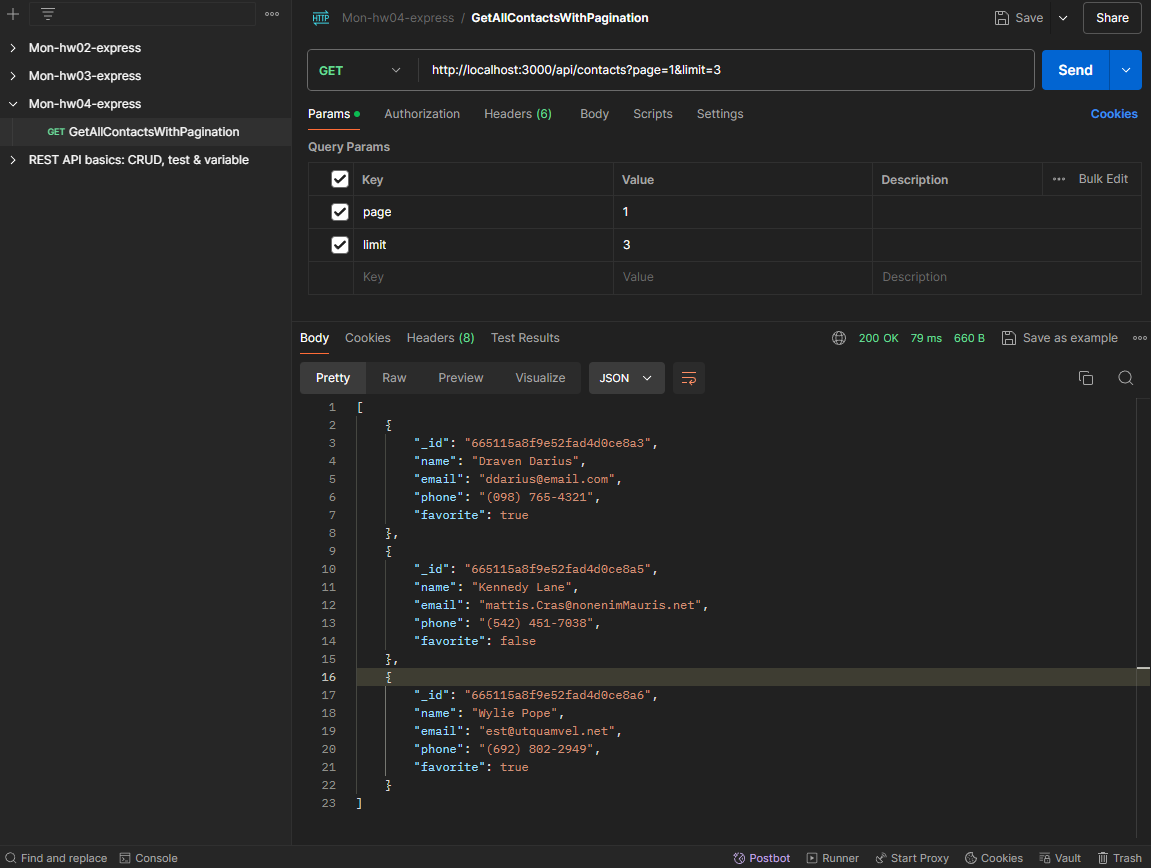 Mon-hw02-express
Mon-hw03-express
Mon-hw04-express
GET GetAllContactsWithPagination
REST API basics: CRUD, test & variable
HTTP Mon-hw04-express / GetAllContactsWithPagination Save Share
GET http://localhost:3000/api/contacts?page=1&limit=3 Send
Params Authorization Headers (6) Body Scripts Settings Cookies
Query Params
Key Value Description Bulk Edit
page 1
limit 3
Key Value Description
Body Cookies Headers (8) Test Results 200 OK 79 ms 660 B Save as example
Pretty Raw Preview Visualize JSON
1 [
2 {
3 "_id": "665115a8f9e52fad4d0ce8a3",
4 "name": "Draven Darius",
5 "email": "ddarius@email.com",
6 "phone": "(098) 765-4321",
7 "favorite": true
8 },
9 {
10 "_id": "665115a8f9e52fad4d0ce8a5",
11 "name": "Kennedy Lane",
12 "email": "mattis.Cras@nonenimMauris.net",
13 "phone": "(542) 451-7038",
14 "favorite": false
15 },
16 {
17 "_id": "665115a8f9e52fad4d0ce8a6",
18 "name": "Wylie Pope",
19 "email": "est@utquamvel.net",
20 "phone": "(692) 802-2949",
21 "favorite": true
22 }
23 ]
Find and replace Console Postbot Runner Start Proxy Cookies Vault Trash